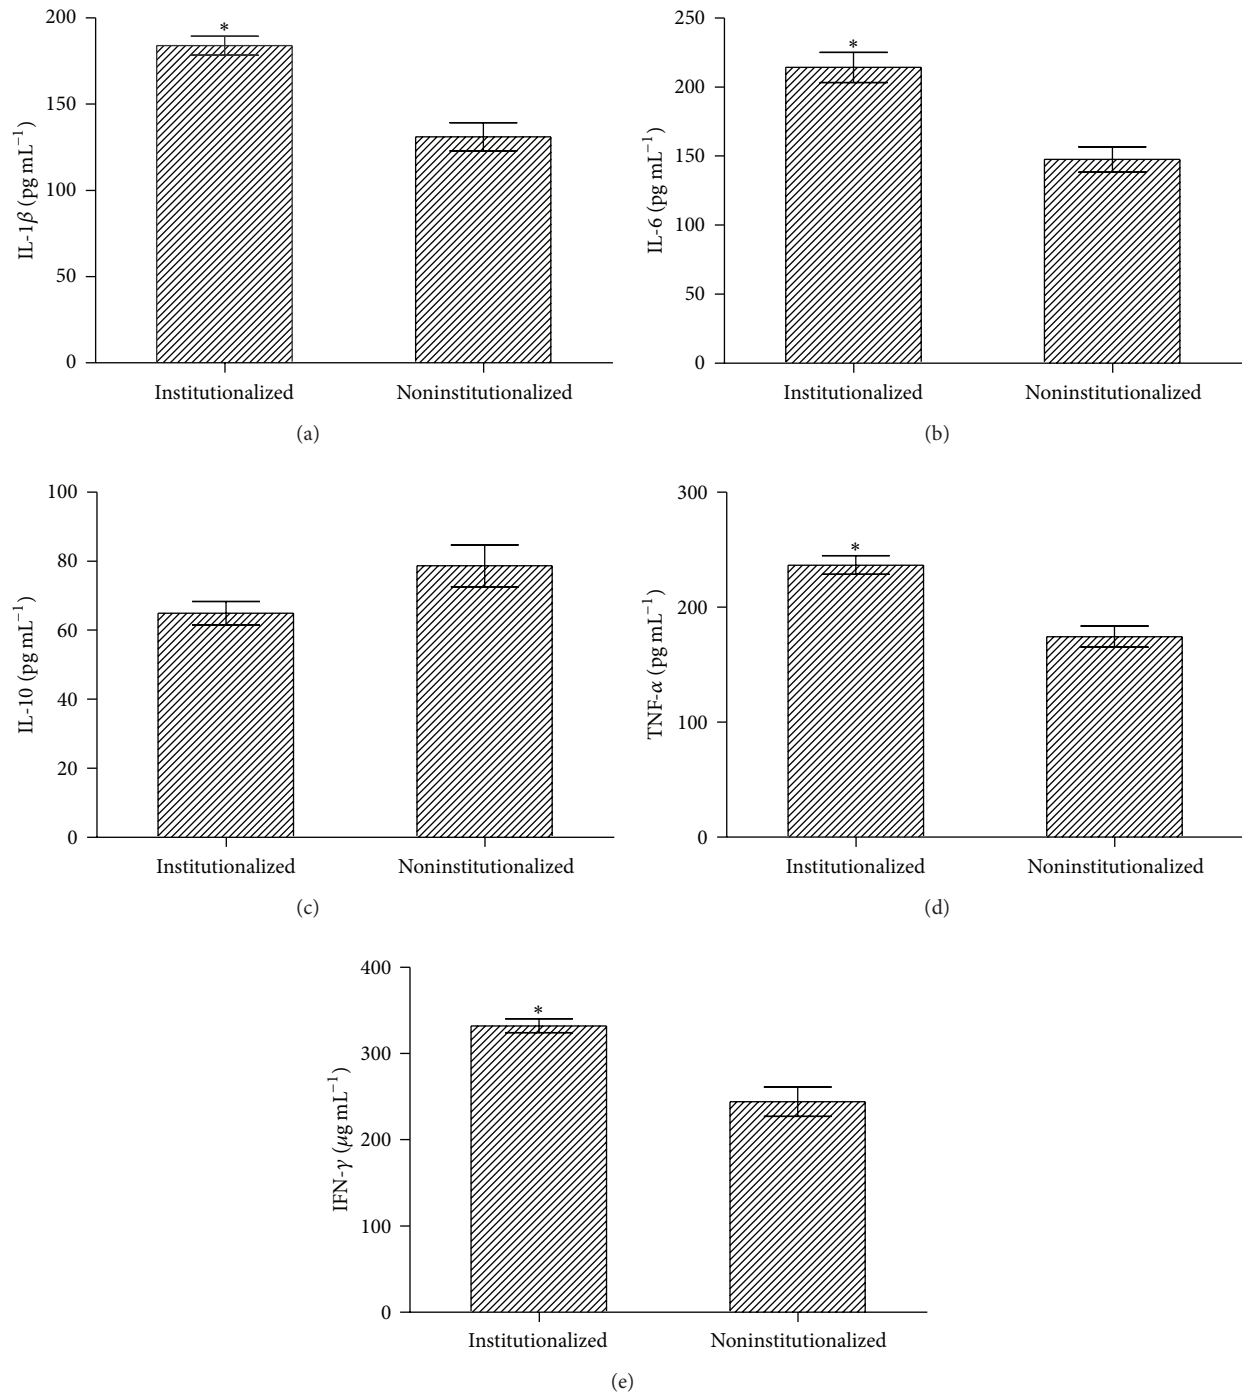 200
150
100
50
0
IL-1β (pg mL⁻¹)
*
Institutionalized Noninstitutionalized
(a)
250
200
150
100
50
0
IL-6 (pg mL⁻¹)
*
Institutionalized Noninstitutionalized
(b)
100
80
60
40
20
0
IL-10 (pg mL⁻¹)
Institutionalized Noninstitutionalized
(c)
300
200
100
0
TNF-α (pg mL⁻¹)
*
Institutionalized Noninstitutionalized
(d)
400
300
200
100
0
IFN-γ (μg mL⁻¹)
*
Institutionalized Noninstitutionalized
(e)